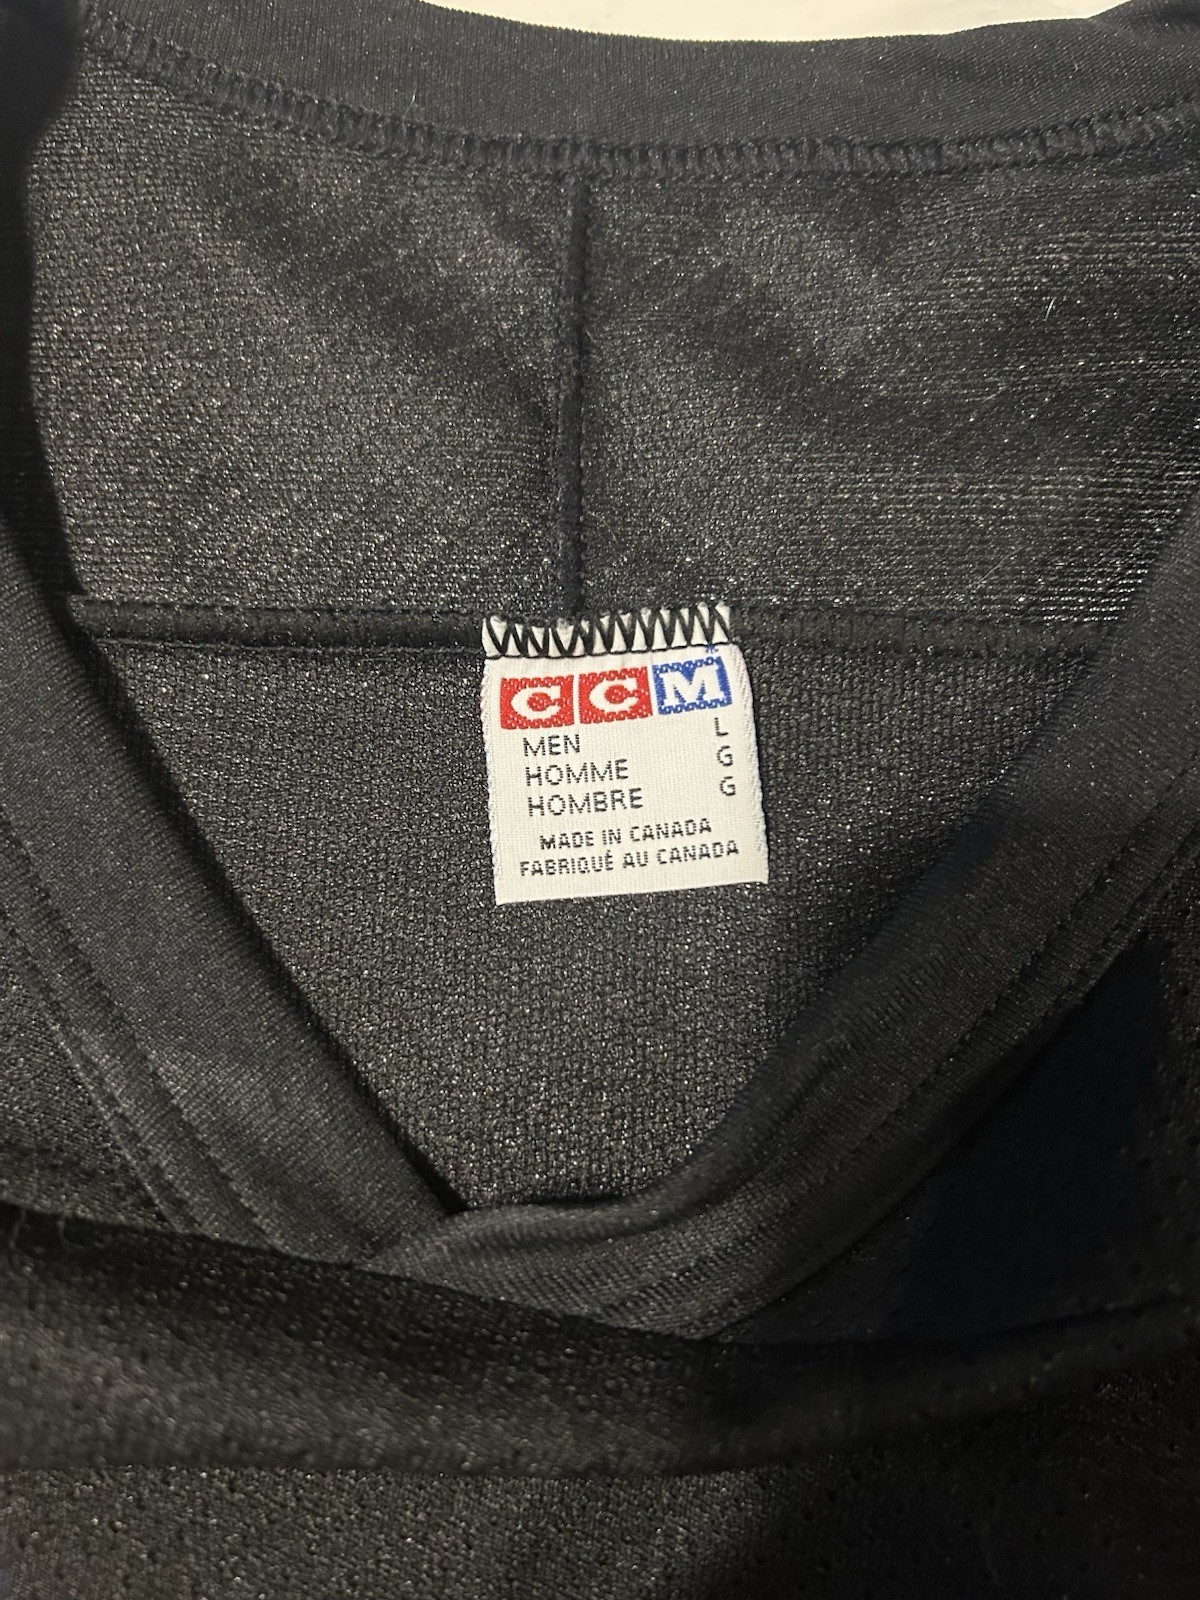 CCM
MEN L
HOMME G
HOMBRE G
MADE IN CANADA
FABRIQUÉ AU CANADA